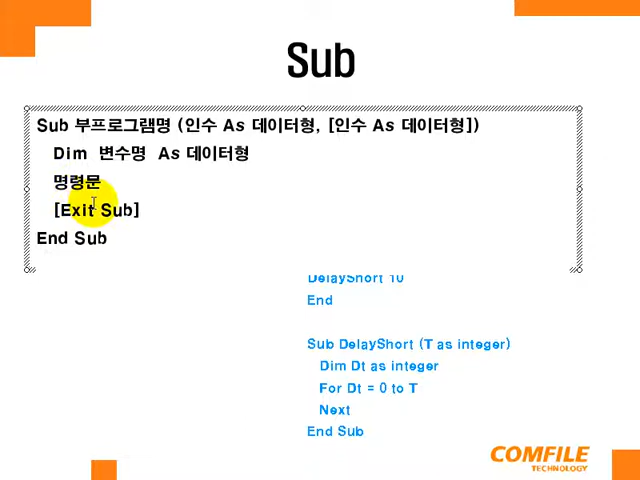 Sub
Sub 부프로그램명 (인수 As 데이터형, [인수 As 데이터형])
Dim 변수명 As 데이터형
명령문
[Exit Sub]
End Sub
DelayShort 10
End
Sub DelayShort (T as integer)
Dim Dt as integer
For Dt = 0 to T
Next
End Sub
COMFILE
TECHNOLOGY